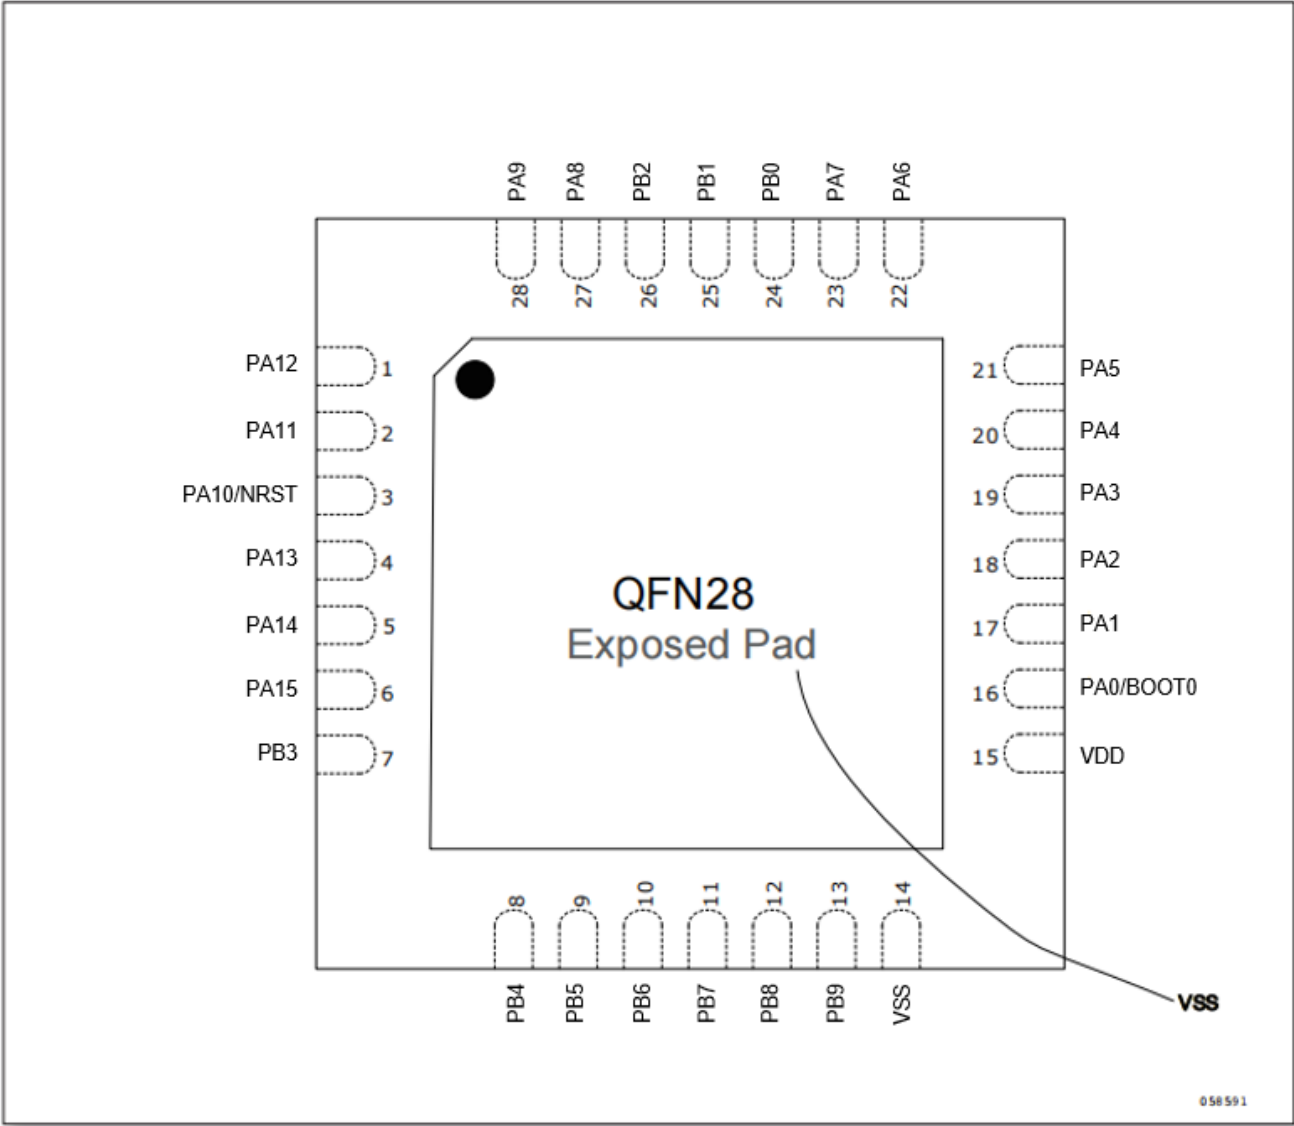 PA9 PA8 PB2 PB1 PB0 PA7 PA6
28 27 26 25 24 23 22
PA12 1
PA11 2
PA10/NRST 3
PA13 4
PA14 5
PA15 6
PB3 7
21 PA5
20 PA4
19 PA3
18 PA2
17 PA1
16 PA0/BOOT0
15 VDD
QFN28
Exposed Pad
8 9 10 11 12 13 14
PB4 PB5 PB6 PB7 PB8 PB9 VSS
VSS
058591